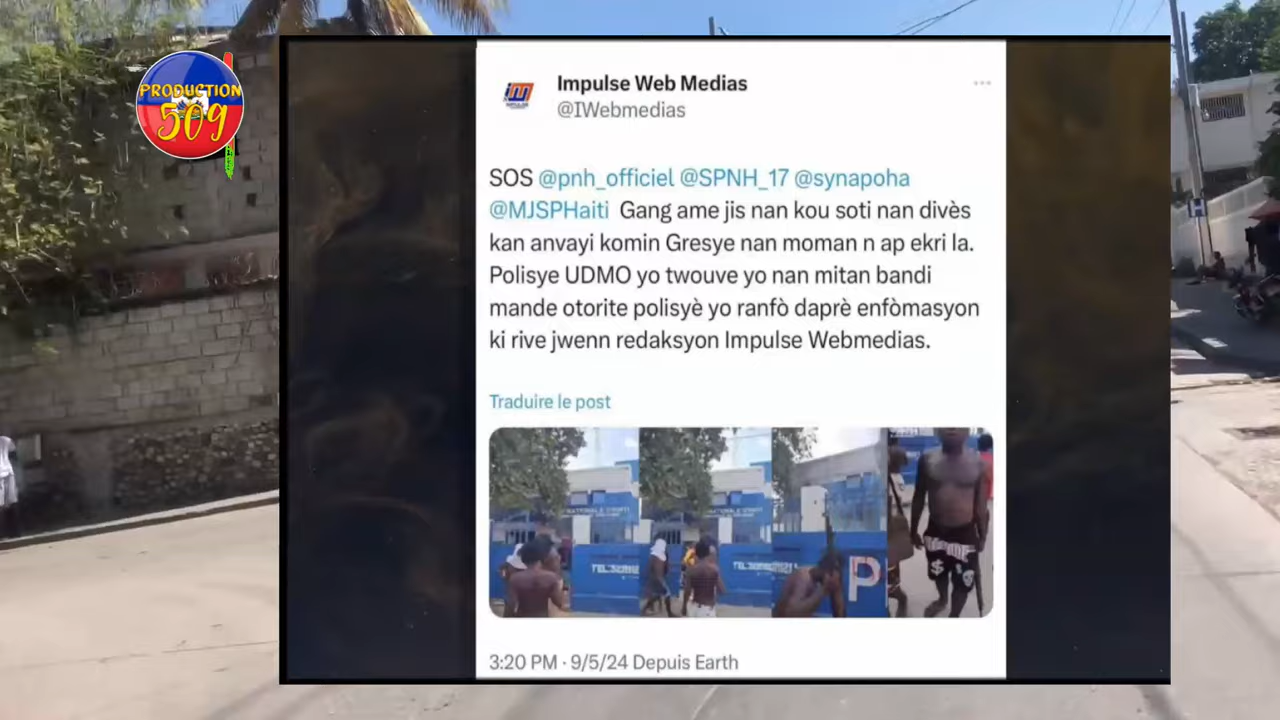 PRODUCTION
509
Impulse Web Medias
@IWebmedias
SOS @pnh_officiel @SPNH_17 @synapoha
@MJSPHaiti Gang ame jis nan kou soti nan divès
kan anvayi komin Gresye nan moman n ap ekri la.
Polisye UDMO yo twouve yo nan mitan bandi
mande otorite polisyè yo ranfò daprè enfòmasyon
ki rive jwenn redaksyon Impulse Webmedias.
Traduire le post
P
3:20 PM · 9/5/24 Depuis Earth